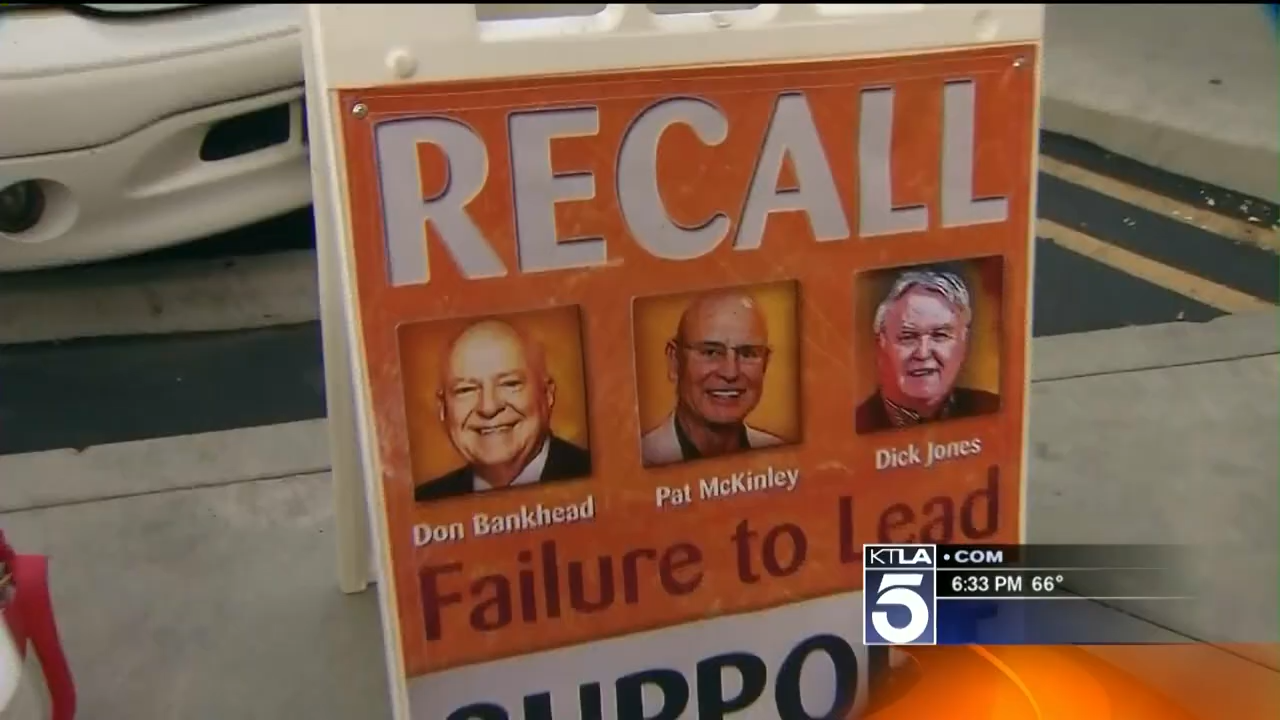 RECALL
Don Bankhead
Pat McKinley
Dick Jones
Failure to Lead
KTLA
.COM
5
6:33 PM 66°